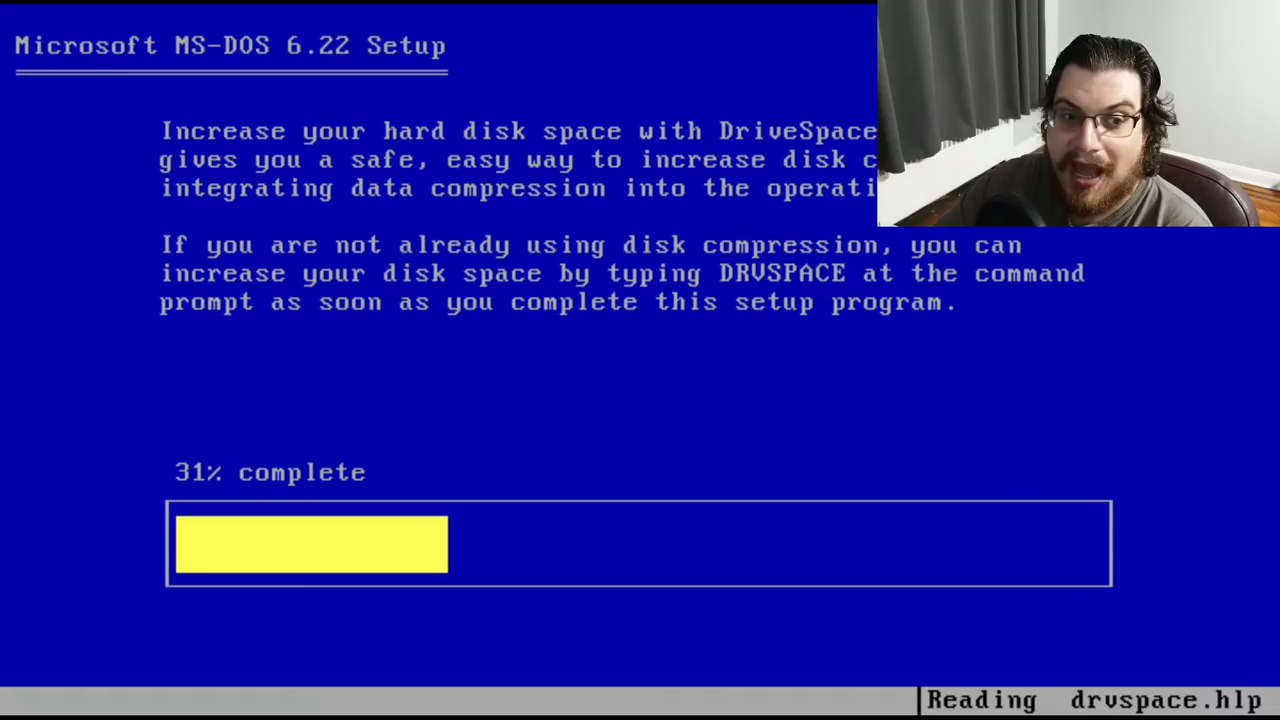 Microsoft MS-DOS 6.22 Setup
Increase your hard disk space with DriveSpace
gives you a safe, easy way to increase disk
integrating data compression into the
If you are not already using disk compression, you can
increase your disk space by typing DRVSPACE at the command
prompt as soon as you complete this setup program.
31% complete
Reading drvspace.hlp